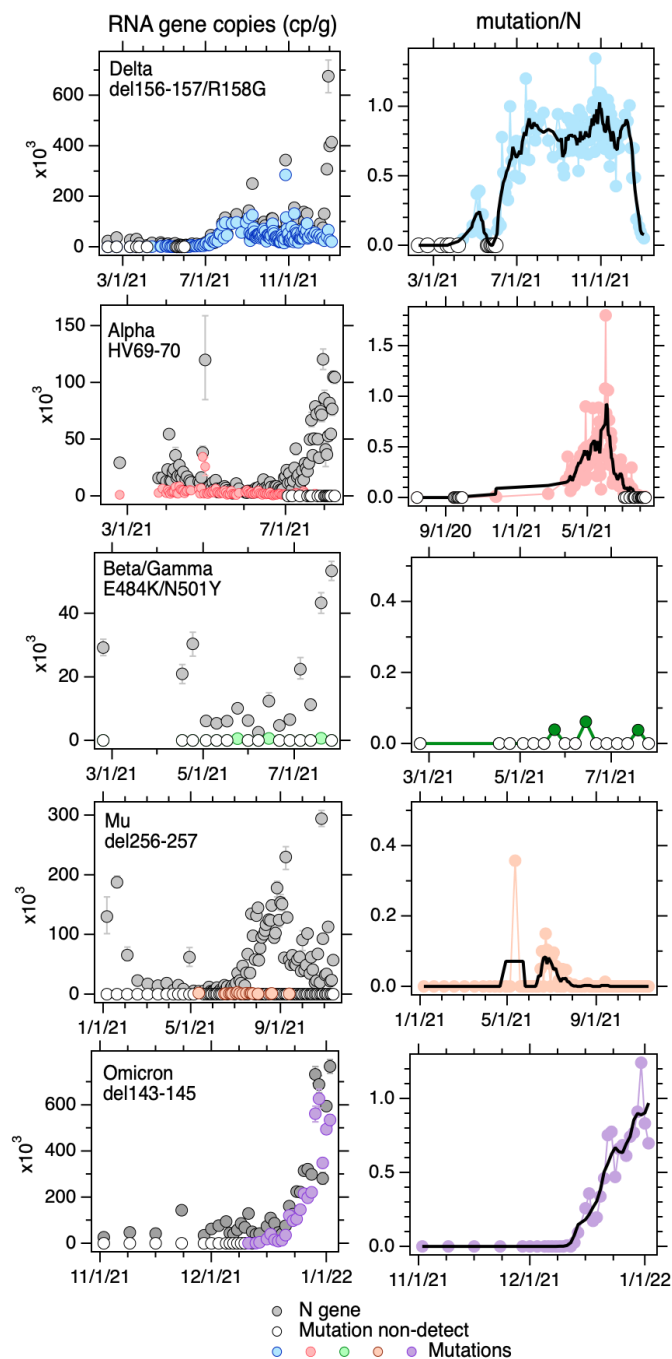 RNA gene copies (cp/g)
mutation/N
Delta
del156-157/R158G
x10³
600
400
200
0
3/1/21 7/1/21 11/1/21
1.0
0.5
0.0
3/1/21 7/1/21 11/1/21
Alpha
HV69-70
x10³
150
100
50
0
3/1/21 7/1/21
1.5
1.0
0.5
0.0
9/1/20 1/1/21 5/1/21
Beta/Gamma
E484K/N501Y
x10³
40
20
0
3/1/21 5/1/21 7/1/21
0.4
0.2
0.0
3/1/21 5/1/21 7/1/21
Mu
del256-257
x10³
300
200
100
0
1/1/21 5/1/21 9/1/21
0.4
0.2
0.0
1/1/21 5/1/21 9/1/21
Omicron
del143-145
x10³
600
400
200
0
11/1/21 12/1/21 1/1/22
1.0
0.5
0.0
11/1/21 12/1/21 1/1/22
N gene
Mutation non-detect
Mutations